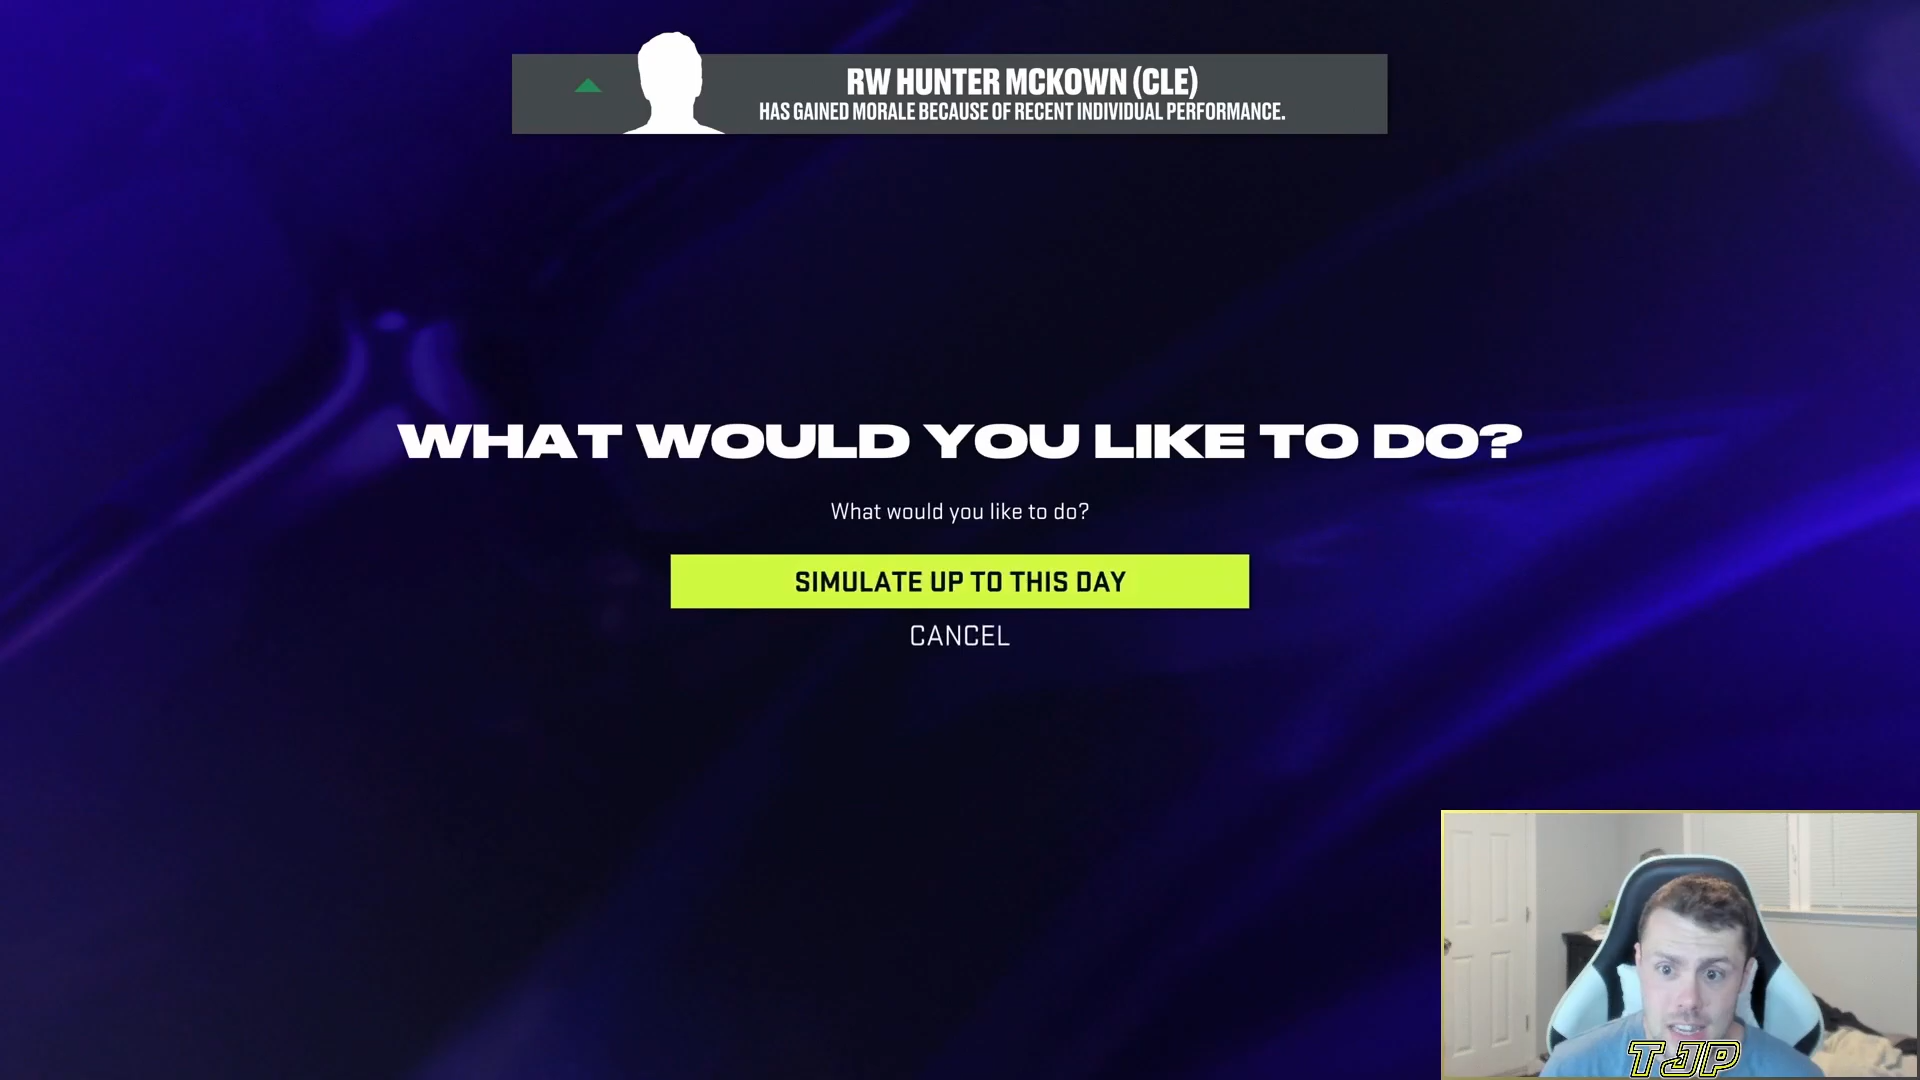 RW HUNTER MCKOWN (CLE)
HAS GAINED MORALE BECAUSE OF RECENT INDIVIDUAL PERFORMANCE.
WHAT WOULD YOU LIKE TO DO?
What would you like to do?
SIMULATE UP TO THIS DAY
CANCEL
TJP